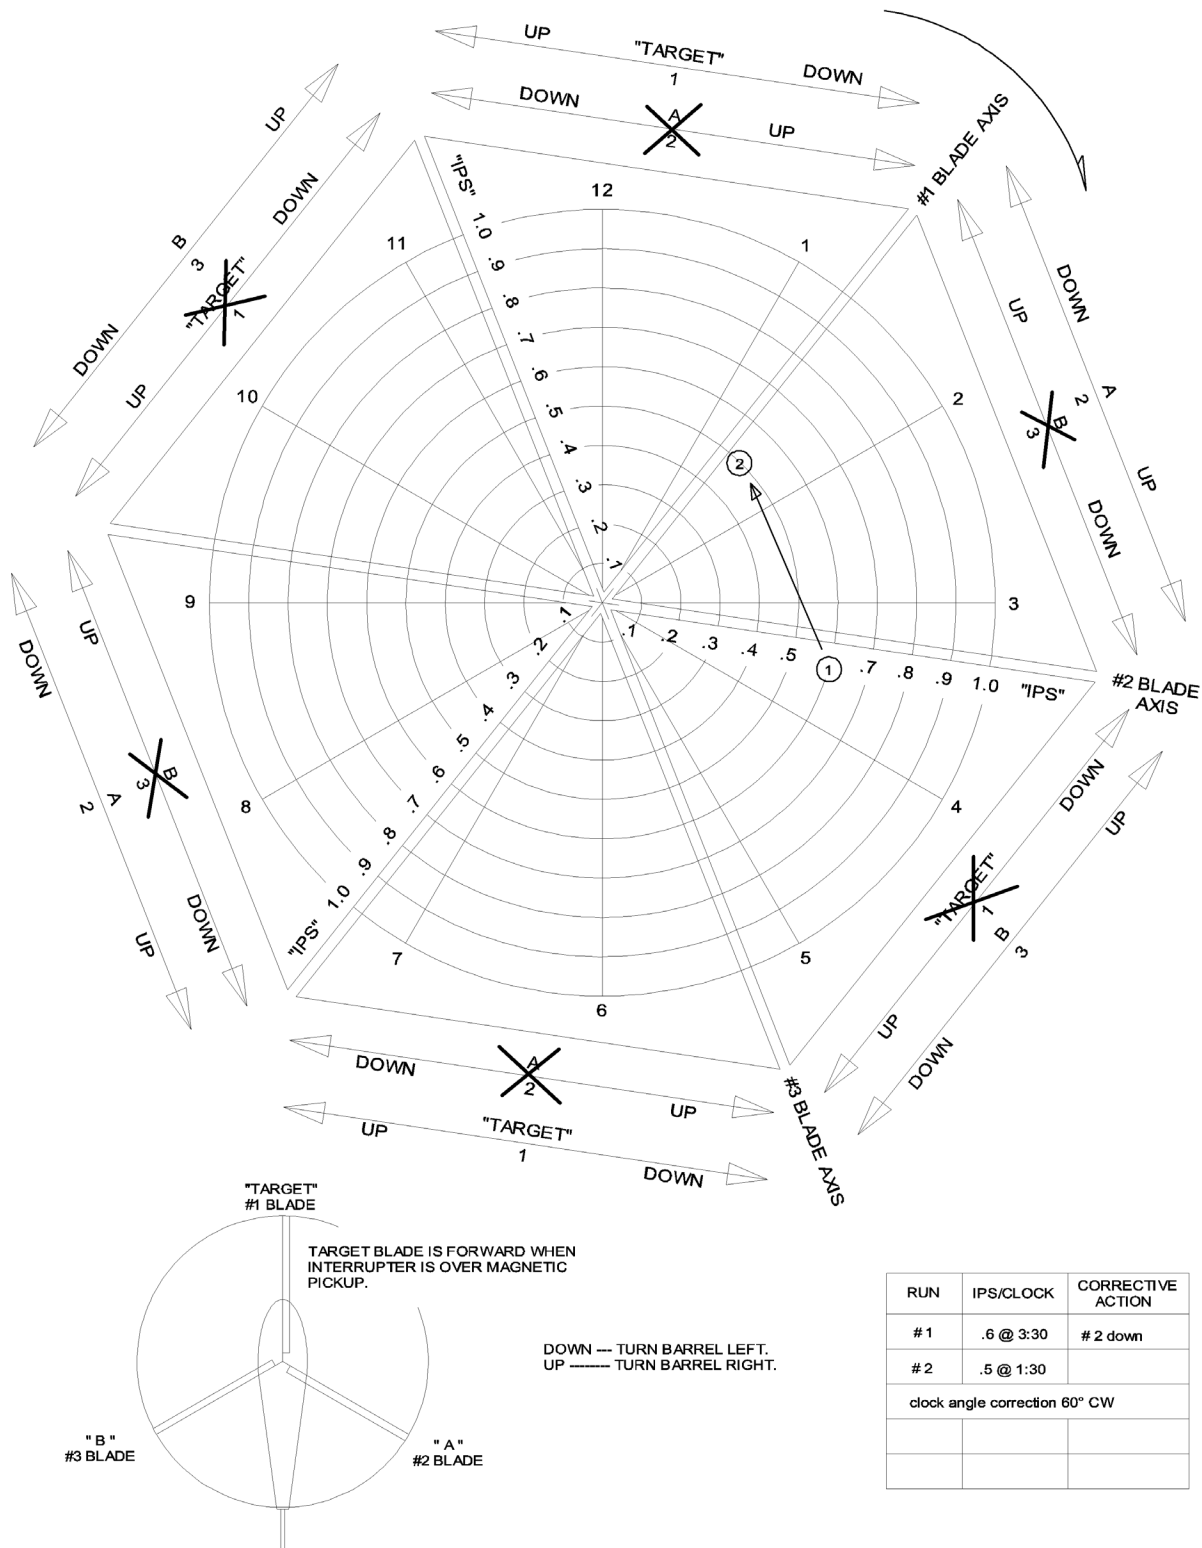 UP
"TARGET"
1
DOWN
DOWN
A
2
UP
#1 BLADE AXIS
UP
B
3
DOWN
DOWN
"TARGET"
1
UP
DOWN
A
2
UP
UP
B
3
DOWN
"IPS"
1.0
.9
.8
.7
.6
.5
.4
.3
.2
.1
12
1
2
3
4
5
6
7
8
9
10
11
2
1
.1
.2
.3
.4
.5
.7
.8
.9
1.0
"IPS"
#2 BLADE
AXIS
.1
.2
.3
.4
.5
.6
.7
.8
.9
1.0
"IPS"
UP
B
3
DOWN
DOWN
A
2
UP
DOWN
"TARGET"
1
UP
UP
B
3
DOWN
DOWN
A
2
UP
UP
"TARGET"
1
DOWN
#3 BLADE AXIS
"TARGET"
#1 BLADE
TARGET BLADE IS FORWARD WHEN
INTERRUPTER IS OVER MAGNETIC
PICKUP.
" B "
#3 BLADE
" A "
#2 BLADE
DOWN --- TURN BARREL LEFT.
UP -------- TURN BARREL RIGHT.
RUN IPS/CLOCK CORRECTIVE ACTION
# 1 .6 @ 3:30 # 2 down
# 2 .5 @ 1:30
clock angle correction 60° CW